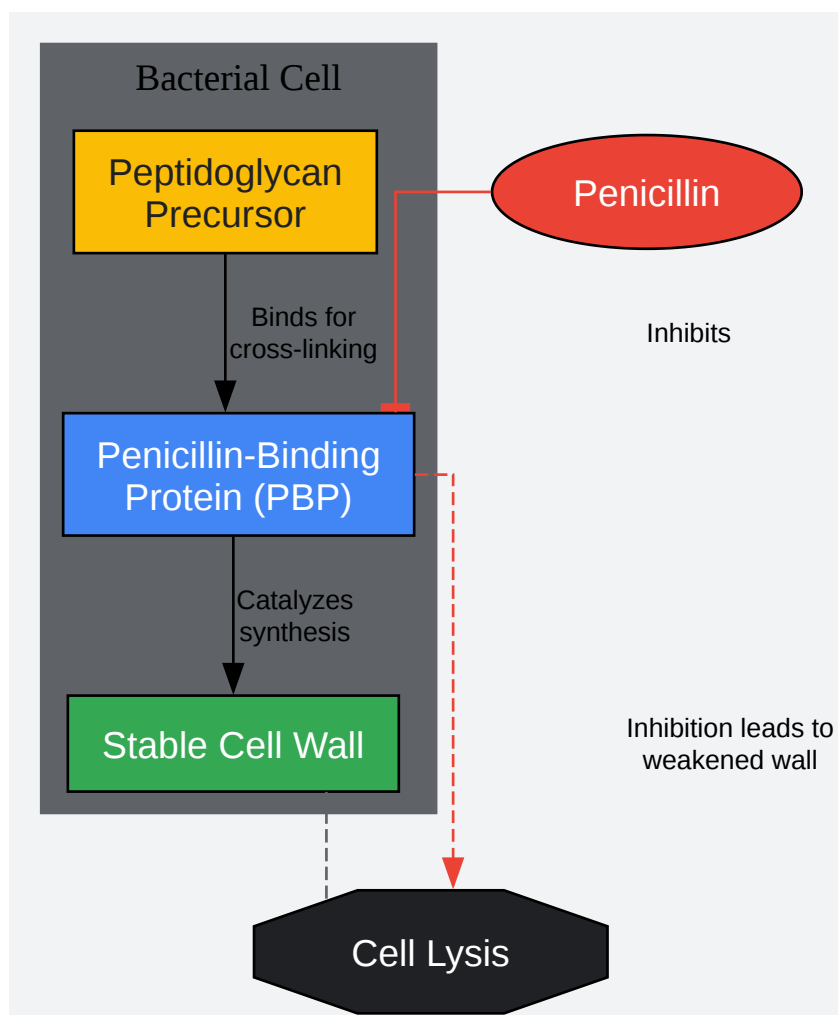 Bacterial Cell
Peptidoglycan
Precursor
Penicillin
Binds for
cross-linking
Inhibits
Penicillin-Binding
Protein (PBP)
Catalyzes
synthesis
Stable Cell Wall
Inhibition leads to
weakened wall
Cell Lysis